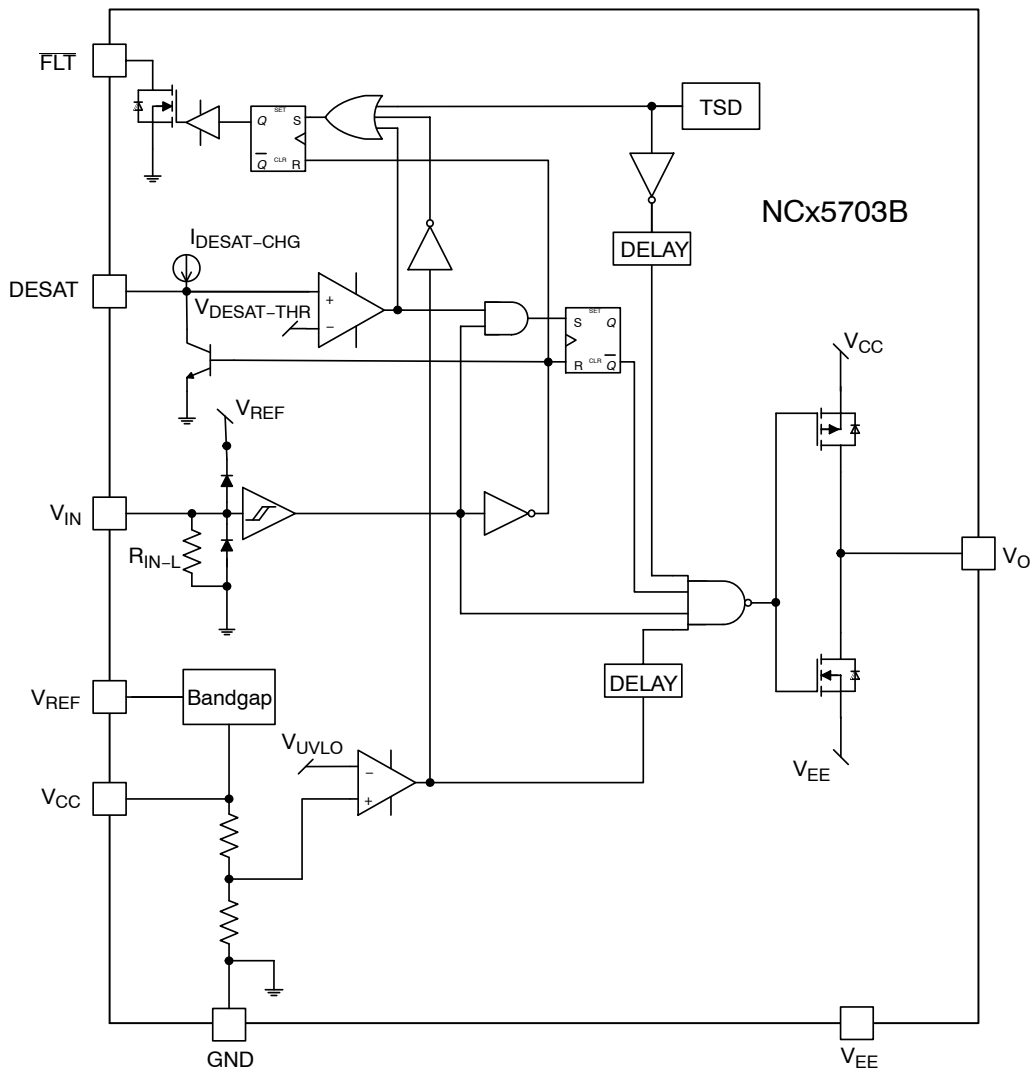 FLT
TSD
SET
Q S
Q CLR R
NCx5703B
DELAY
IDESAT−CHG
DESAT
VDESAT−THR
+
−
SET
S Q
R CLR Q
VCC
VREF
VIN
RIN−L
VO
DELAY
VREF
Bandgap
VUVLO
−
+
VEE
VCC
GND
VEE